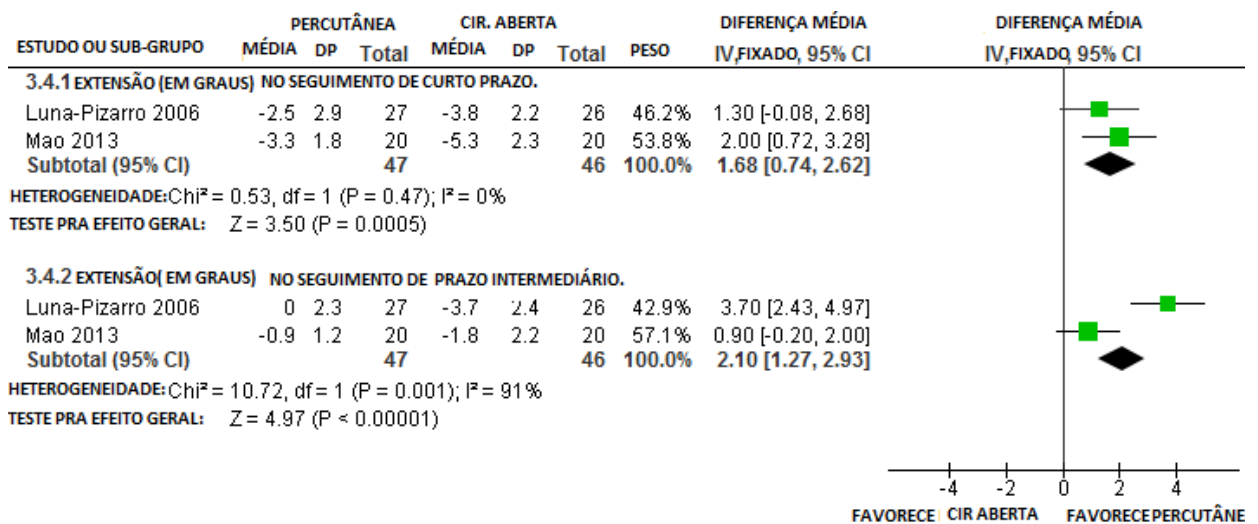 PERCUTÂNEA CIR. ABERTA DIFERENÇA MÉDIA DIFERENÇA MÉDIA
ESTUDO OU SUB-GRUPO MÉDIA DP Total MÉDIA DP Total PESO IV,FIXADO, 95% CI IV,FIXADO, 95% CI
3.4.1 EXTENSÃO (EM GRAUS) NO SEGUIMENTO DE CURTO PRAZO.
Luna-Pizarro 2006 -2.5 2.9 27 -3.8 2.2 26 46.2% 1.30 [-0.08, 2.68]
Mao 2013 -3.3 1.8 20 -5.3 2.3 20 53.8% 2.00 [0.72, 3.28]
Subtotal (95% CI) 47 46 100.0% 1.68 [0.74, 2.62]
HETEROGENEIDADE: Chi² = 0.53, df = 1 (P = 0.47); I² = 0%
TESTE PRA EFEITO GERAL: Z = 3.50 (P = 0.0005)
3.4.2 EXTENSÃO( EM GRAUS) NO SEGUIMENTO DE PRAZO INTERMEDIÁRIO.
Luna-Pizarro 2006 0 2.3 27 -3.7 2.4 26 42.9% 3.70 [2.43, 4.97]
Mao 2013 -0.9 1.2 20 -1.8 2.2 20 57.1% 0.90 [-0.20, 2.00]
Subtotal (95% CI) 47 46 100.0% 2.10 [1.27, 2.93]
HETEROGENEIDADE: Chi² = 10.72, df = 1 (P = 0.001); I² = 91%
TESTE PRA EFEITO GERAL: Z = 4.97 (P < 0.00001)
-4 -2 0 2 4
FAVORECE CIR ABERTA FAVORECE PERCUTÂNE